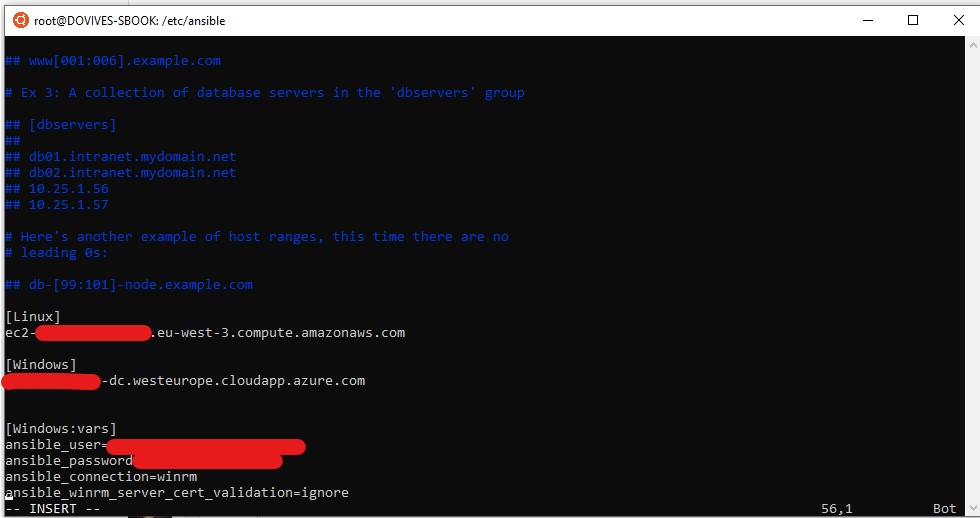 root@DOVIVES-SBOOK: /etc/ansible
## www[001:006].example.com
# Ex 3: A collection of database servers in the 'dbservers' group
## [dbservers]
##
## db01.intranet.mydomain.net
## db02.intranet.mydomain.net
## 10.25.1.56
## 10.25.1.57
# Here's another example of host ranges, this time there are no
# leading 0s:
## db-[99:101]-node.example.com
[Linux]
ec2-.eu-west-3.compute.amazonaws.com
[Windows]
-dc.westeurope.cloudapp.azure.com
[Windows:vars]
ansible_user=
ansible_password
ansible_connection=winrm
ansible_winrm_server_cert_validation=ignore
-- INSERT -- 56,1 Bot